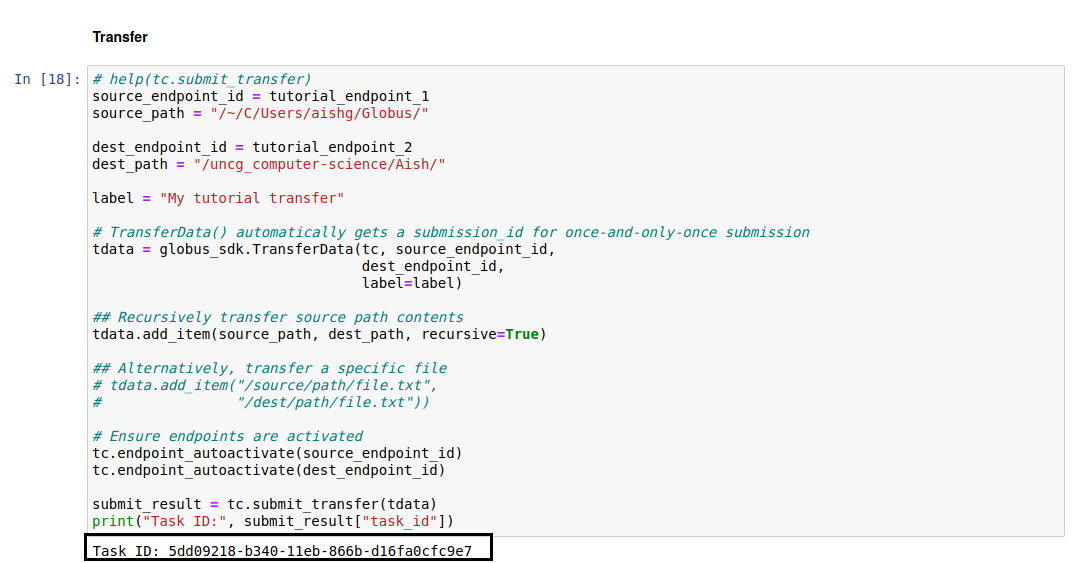 Transfer
In [18]:
# help(tc.submit_transfer)
source_endpoint_id = tutorial_endpoint_1
source_path = "/~/C/Users/aishg/Globus/"
dest_endpoint_id = tutorial_endpoint_2
dest_path = "/uncg_computer-science/Aish/"
label = "My tutorial transfer"
# TransferData() automatically gets a submission_id for once-and-only-once submission
tdata = globus_sdk.TransferData(tc, source_endpoint_id,
                                dest_endpoint_id,
                                label=label)
## Recursively transfer source path contents
tdata.add_item(source_path, dest_path, recursive=True)
## Alternatively, transfer a specific file
# tdata.add_item("/source/path/file.txt",
#                "/dest/path/file.txt"))
# Ensure endpoints are activated
tc.endpoint_autoactivate(source_endpoint_id)
tc.endpoint_autoactivate(dest_endpoint_id)
submit_result = tc.submit_transfer(tdata)
print("Task ID:", submit_result["task_id"])
Task ID: 5dd09218-b340-11eb-866b-d16fa0cfc9e7